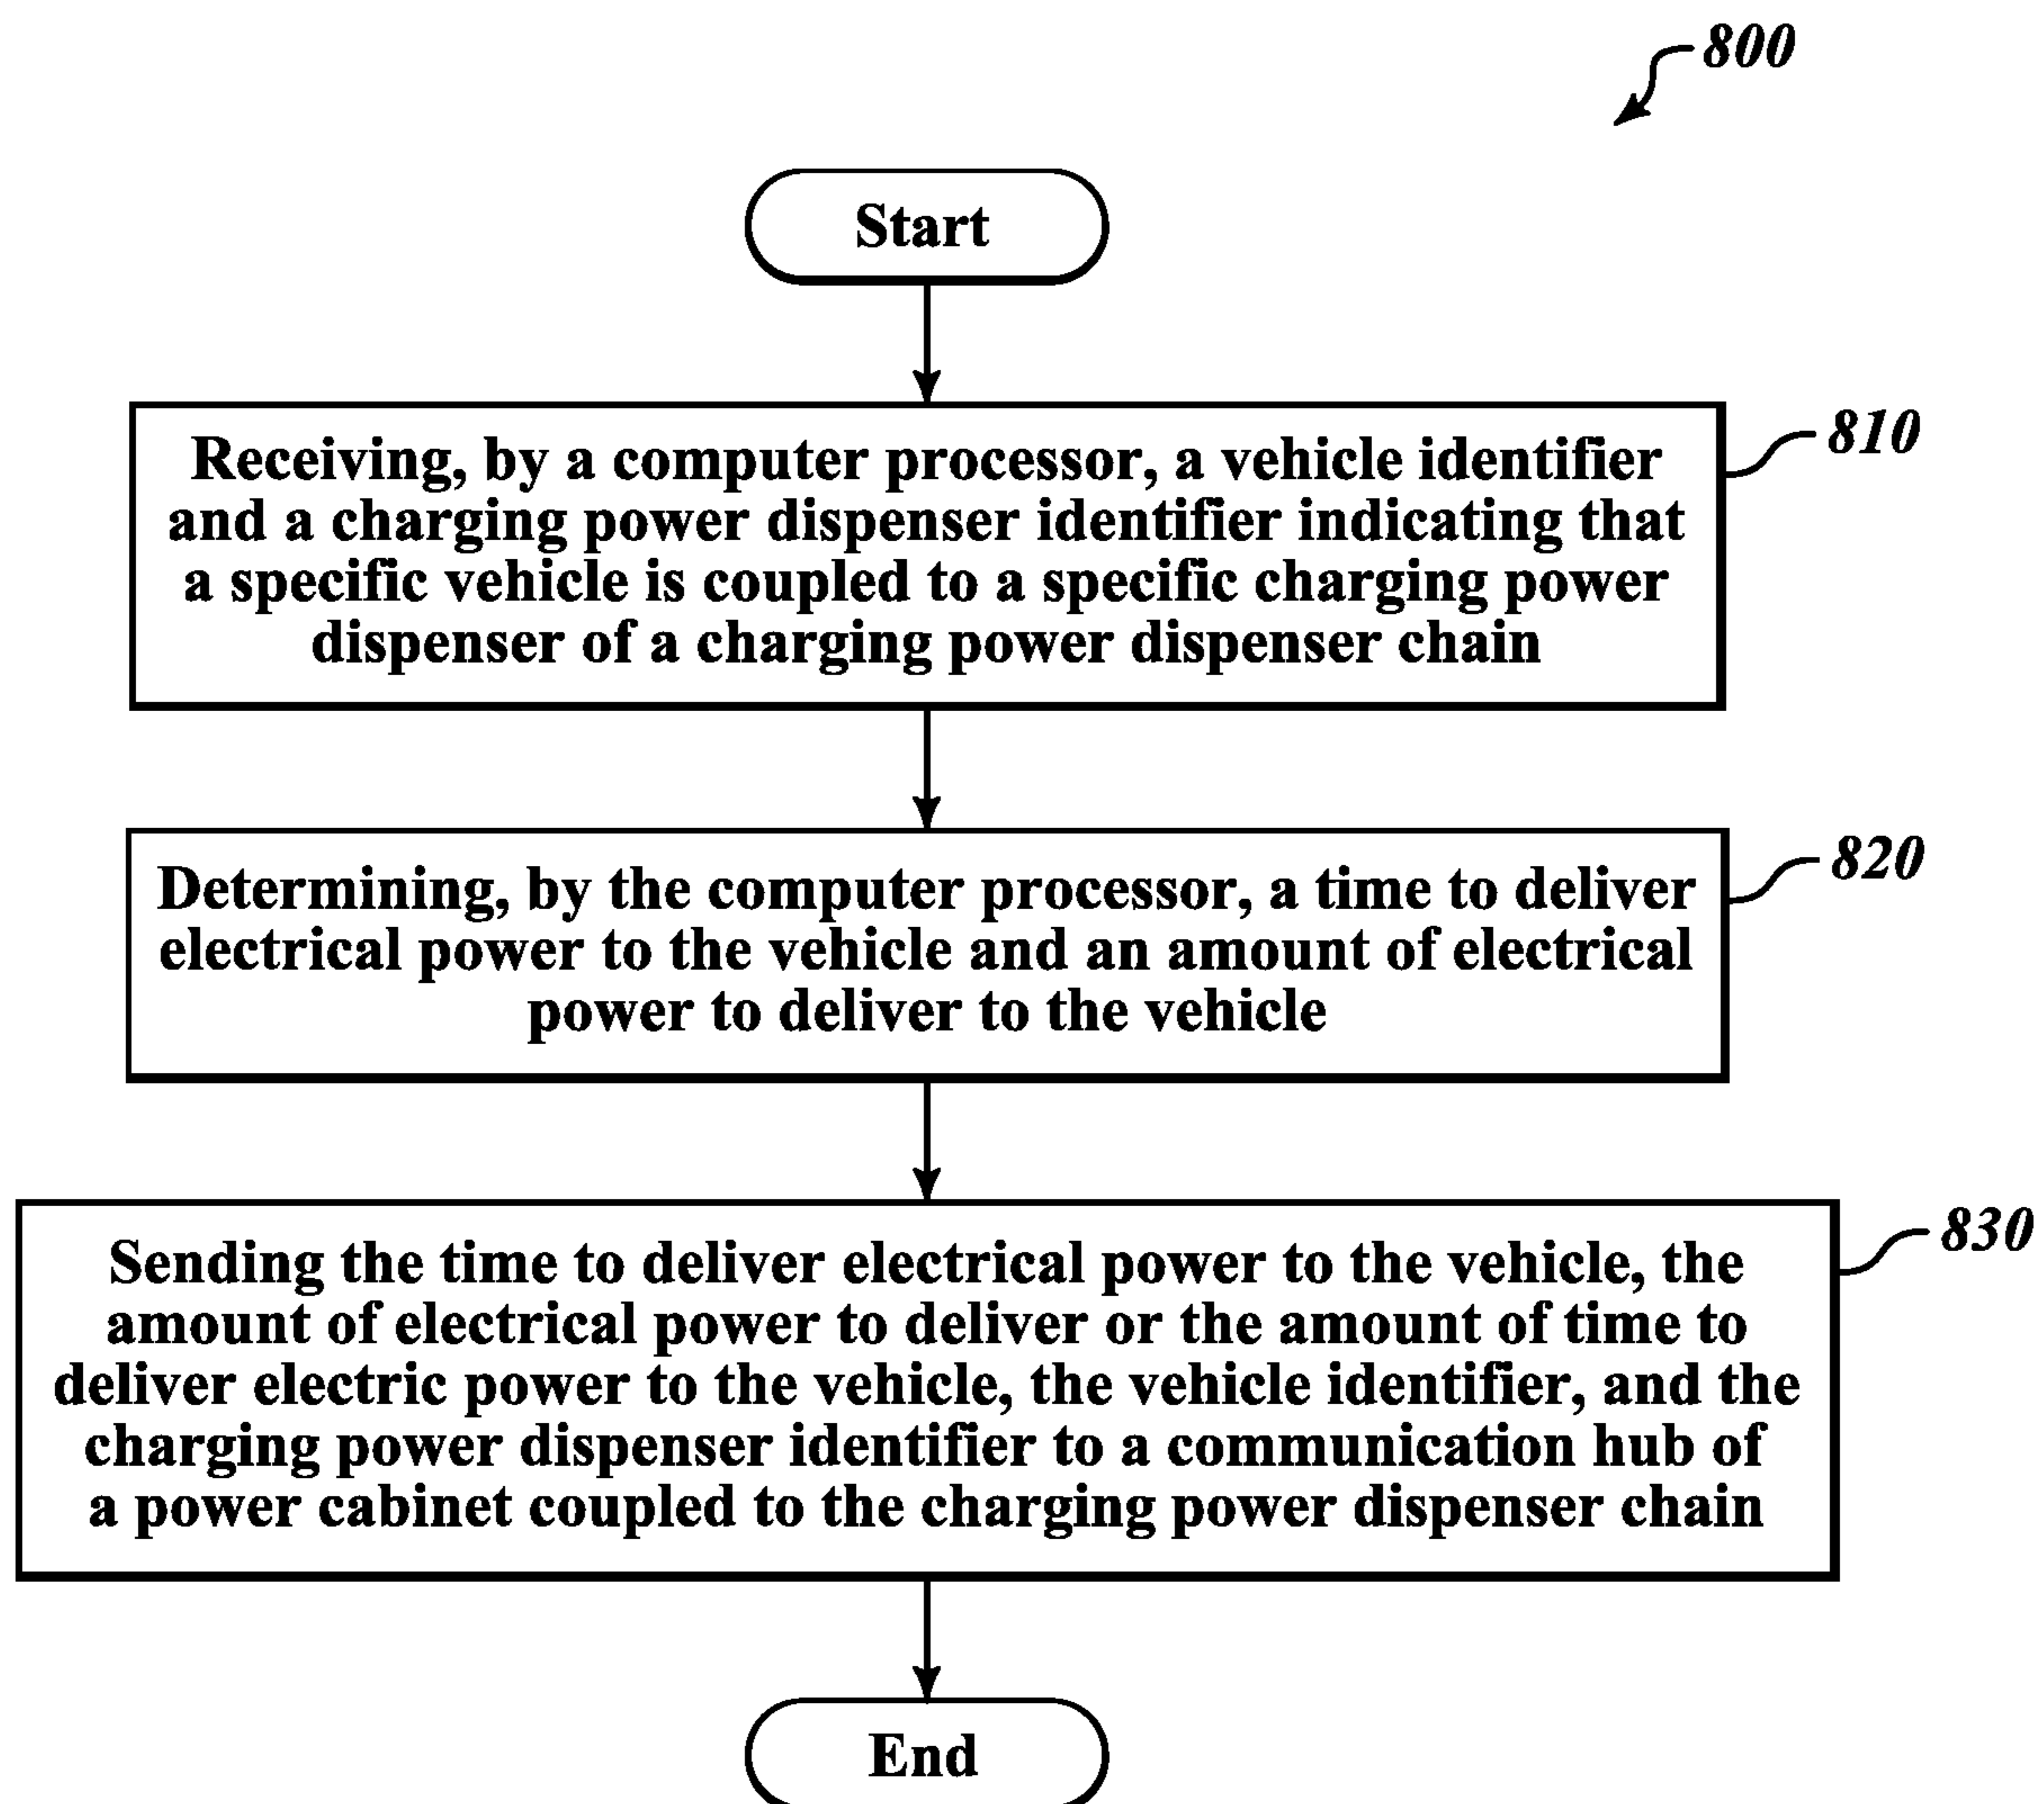 800
Start
810
Receiving, by a computer processor, a vehicle identifier
and a charging power dispenser identifier indicating that
a specific vehicle is coupled to a specific charging power
dispenser of a charging power dispenser chain
820
Determining, by the computer processor, a time to deliver
electrical power to the vehicle and an amount of electrical
power to deliver to the vehicle
830
Sending the time to deliver electrical power to the vehicle, the
amount of electrical power to deliver or the amount of time to
deliver electric power to the vehicle, the vehicle identifier, and the
charging power dispenser identifier to a communication hub of
a power cabinet coupled to the charging power dispenser chain
End